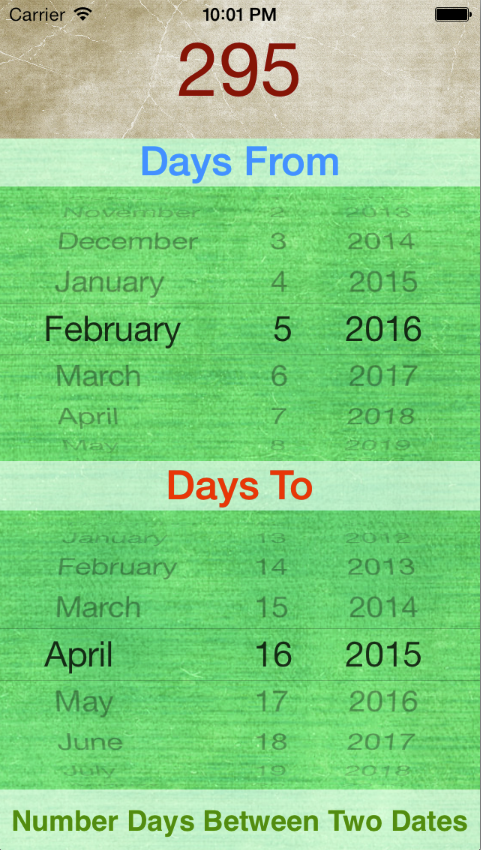 Carrier 10:01 PM
295
Days From
November 2 2013
December 3 2014
January 4 2015
February 5 2016
March 6 2017
April 7 2018
May 8 2019
Days To
January 13 2012
February 14 2013
March 15 2014
April 16 2015
May 17 2016
June 18 2017
July 19 2018
Number Days Between Two Dates